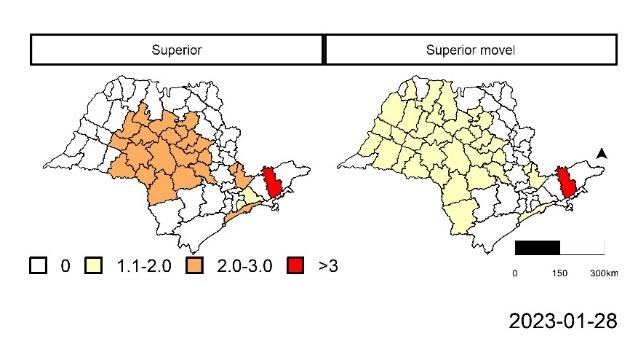 Superior
Superior movel
0 1.1-2.0 2.0-3.0 >3
0 150 300km
2023-01-28